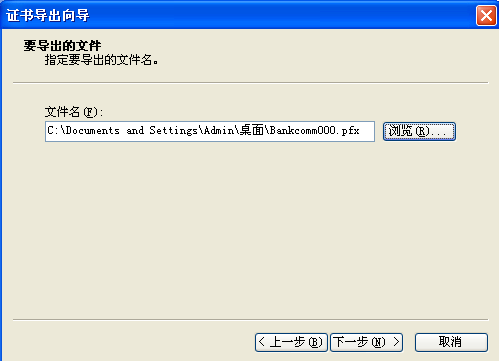 证书导出向导
要导出的文件
指定要导出的文件名。
文件名(F):
C:\Documents and Settings\Admin\桌面\Bankcomm000.pfx
浏览(R)...
< 上一步(B)
下一步(N) >
取消